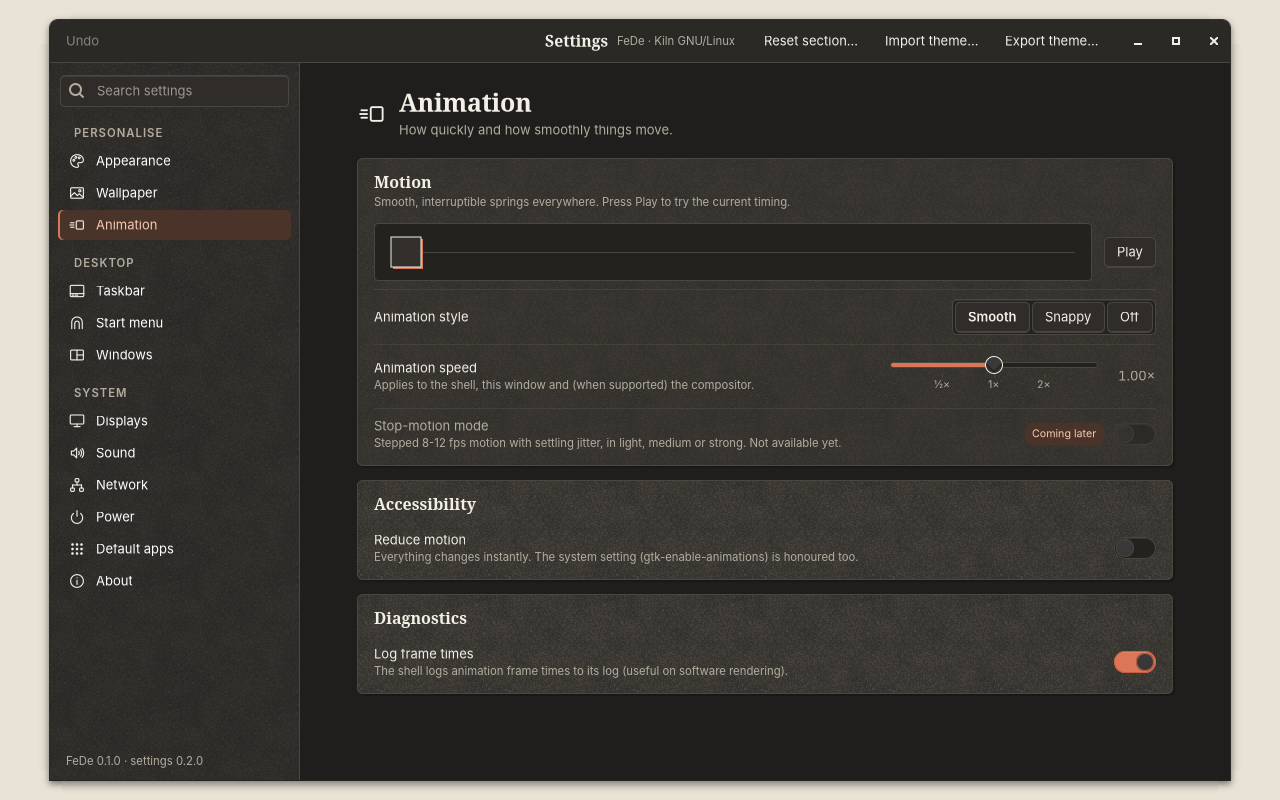 Undo
Settings FeDe · Kiln GNU/Linux Reset section... Import theme... Export theme...
Search settings
PERSONALISE
Appearance
Wallpaper
Animation
DESKTOP
Taskbar
Start menu
Windows
SYSTEM
Displays
Sound
Network
Power
Default apps
About
FeDe 0.1.0 · settings 0.2.0
Animation
How quickly and how smoothly things move.
Motion
Smooth, interruptible springs everywhere. Press Play to try the current timing.
Play
Animation style
Smooth Snappy Off
Animation speed
Applies to the shell, this window and (when supported) the compositor.
½× 1× 2×
1.00×
Stop-motion mode
Stepped 8-12 fps motion with settling jitter, in light, medium or strong. Not available yet.
Coming later
Accessibility
Reduce motion
Everything changes instantly. The system setting (gtk-enable-animations) is honoured too.
Diagnostics
Log frame times
The shell logs animation frame times to its log (useful on software rendering).